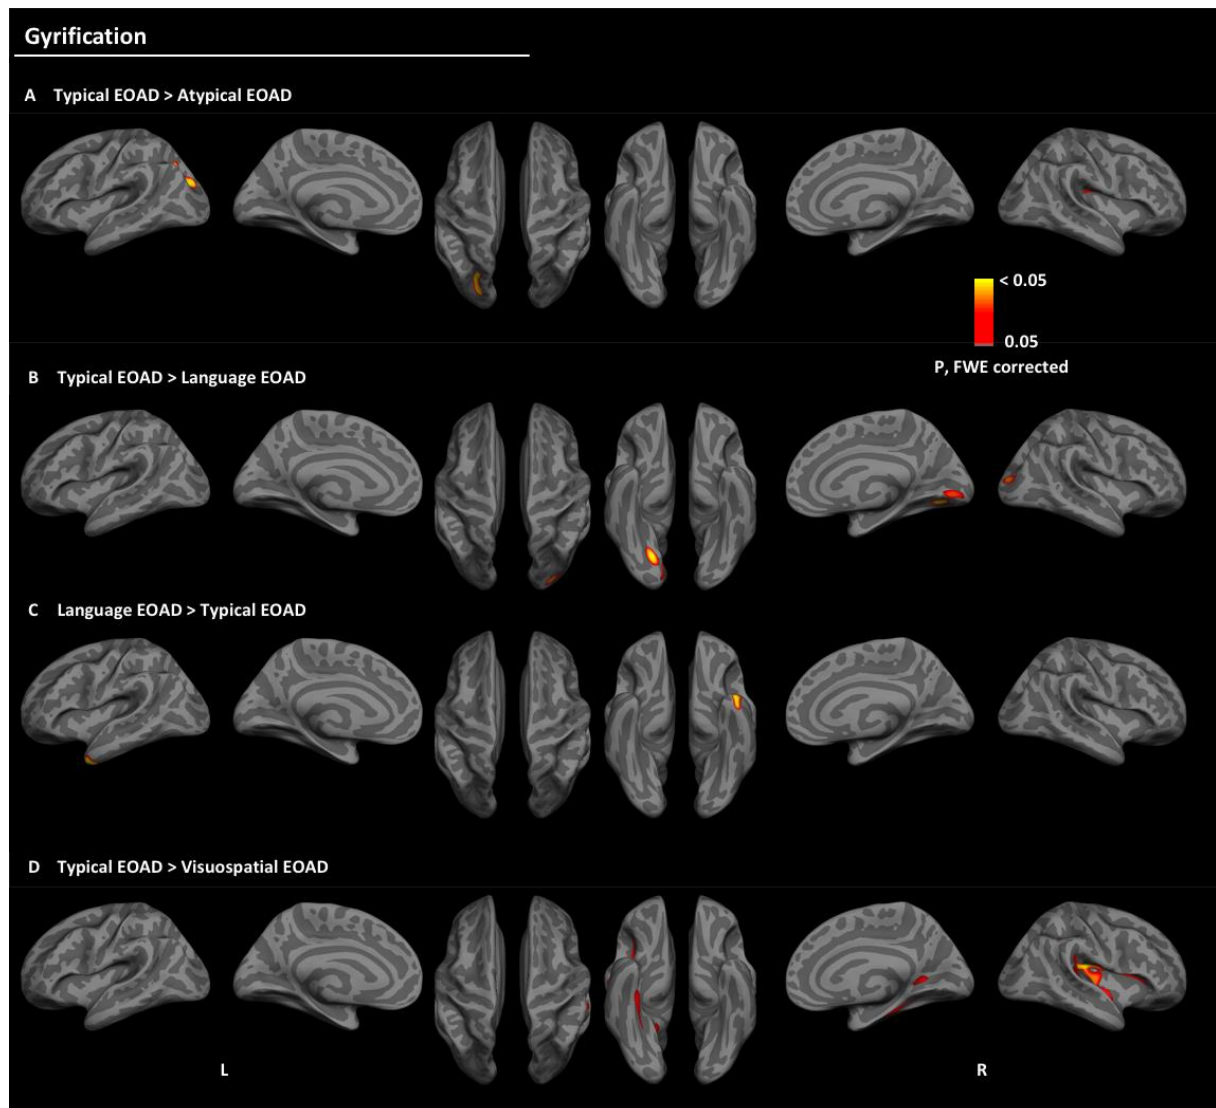 Gyrification
A Typical EOAD > Atypical EOAD
< 0.05
0.05
P, FWE corrected
B Typical EOAD > Language EOAD
C Language EOAD > Typical EOAD
D Typical EOAD > Visuospatial EOAD
L
R